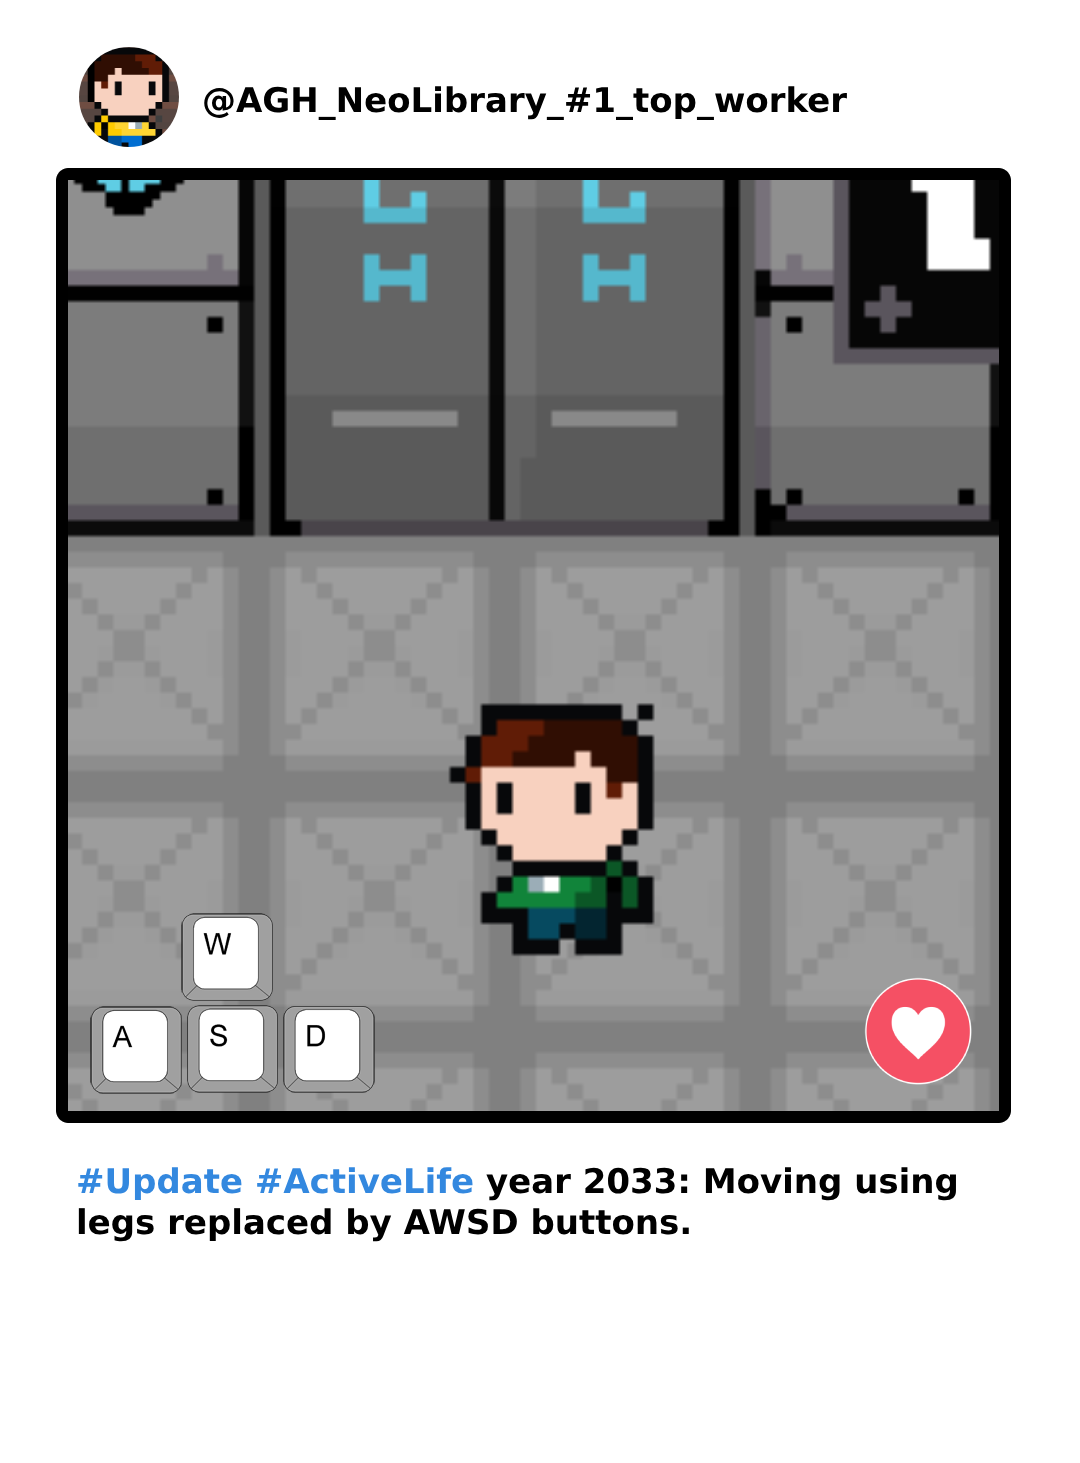 @AGH_NeoLibrary_#1_top_worker
W
A S D
#Update #ActiveLife year 2033: Moving using
legs replaced by AWSD buttons.